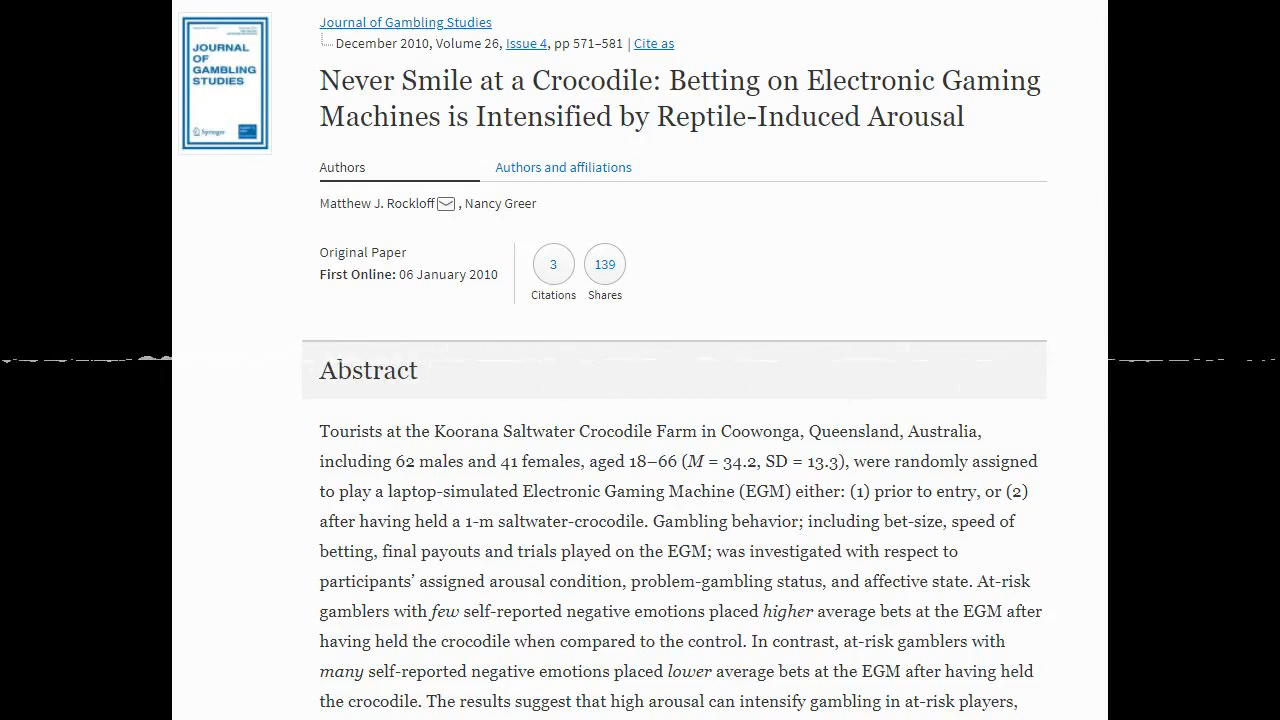 Journal of Gambling Studies
December 2010, Volume 26, Issue 4, pp 571–581 | Cite as
JOURNAL
OF
GAMBLING
STUDIES
Springer
Never Smile at a Crocodile: Betting on Electronic Gaming
Machines is Intensified by Reptile-Induced Arousal
Authors
Authors and affiliations
Matthew J. Rockloff , Nancy Greer
Original Paper
First Online: 06 January 2010
3
Citations
139
Shares
Abstract
Tourists at the Koorana Saltwater Crocodile Farm in Coowonga, Queensland, Australia,
including 62 males and 41 females, aged 18–66 (M = 34.2, SD = 13.3), were randomly assigned
to play a laptop-simulated Electronic Gaming Machine (EGM) either: (1) prior to entry, or (2)
after having held a 1-m saltwater-crocodile. Gambling behavior; including bet-size, speed of
betting, final payouts and trials played on the EGM; was investigated with respect to
participants’ assigned arousal condition, problem-gambling status, and affective state. At-risk
gamblers with few self-reported negative emotions placed higher average bets at the EGM after
having held the crocodile when compared to the control. In contrast, at-risk gamblers with
many self-reported negative emotions placed lower average bets at the EGM after having held
the crocodile. The results suggest that high arousal can intensify gambling in at-risk players,